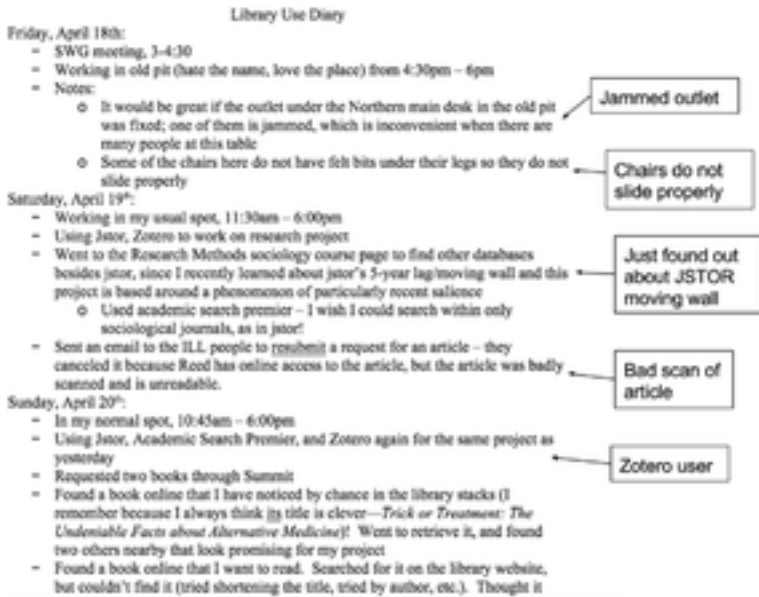 Library Use Diary
Friday, April 18th:
- SWG meeting, 3-4:30
- Working in old pit (hate the name, love the place) from 4:30pm – 6pm
- Notes:
o It would be great if the outlet under the Northern main desk in the old pit
was fixed; one of them is jammed, which is inconvenient when there are
many people at this table
o Some of the chairs here do not have felt bits under their legs so they do not
slide properly
Jammed outlet
Chairs do not
slide properly
Saturday, April 19th:
- Working in my usual spot, 11:30am – 6:00pm
- Using Jstor, Zotero to work on research project
- Went to the Research Methods sociology course page to find other databases
besides jstor, since I recently learned about jstor's 5-year lag/moving wall and this
project is based around a phenomenon of particularly recent salience
o Used academic search premier – I wish I could search within only
sociological journals, as in jstor!
- Sent an email to the ILL people to resubmit a request for an article – they
canceled it because Reed has online access to the article, but the article was badly
scanned and is unreadable.
Just found out
about JSTOR
moving wall
Bad scan of
article
Sunday, April 20th:
- In my normal spot, 10:45am – 6:00pm
- Using Jstor, Academic Search Premier, and Zotero again for the same project as
yesterday
- Requested two books through Summit
- Found a book online that I have noticed by chance in the library stacks (I
remember because I always think its title is clever—Trick or Treatment: The
Undeniable Facts about Alternative Medicine)! Went to retrieve it, and found
two others nearby that look promising for my project
- Found a book online that I want to read. Searched for it on the library website,
but couldn't find it (tried shortening the title, tried by author, etc.). Thought it
Zotero user